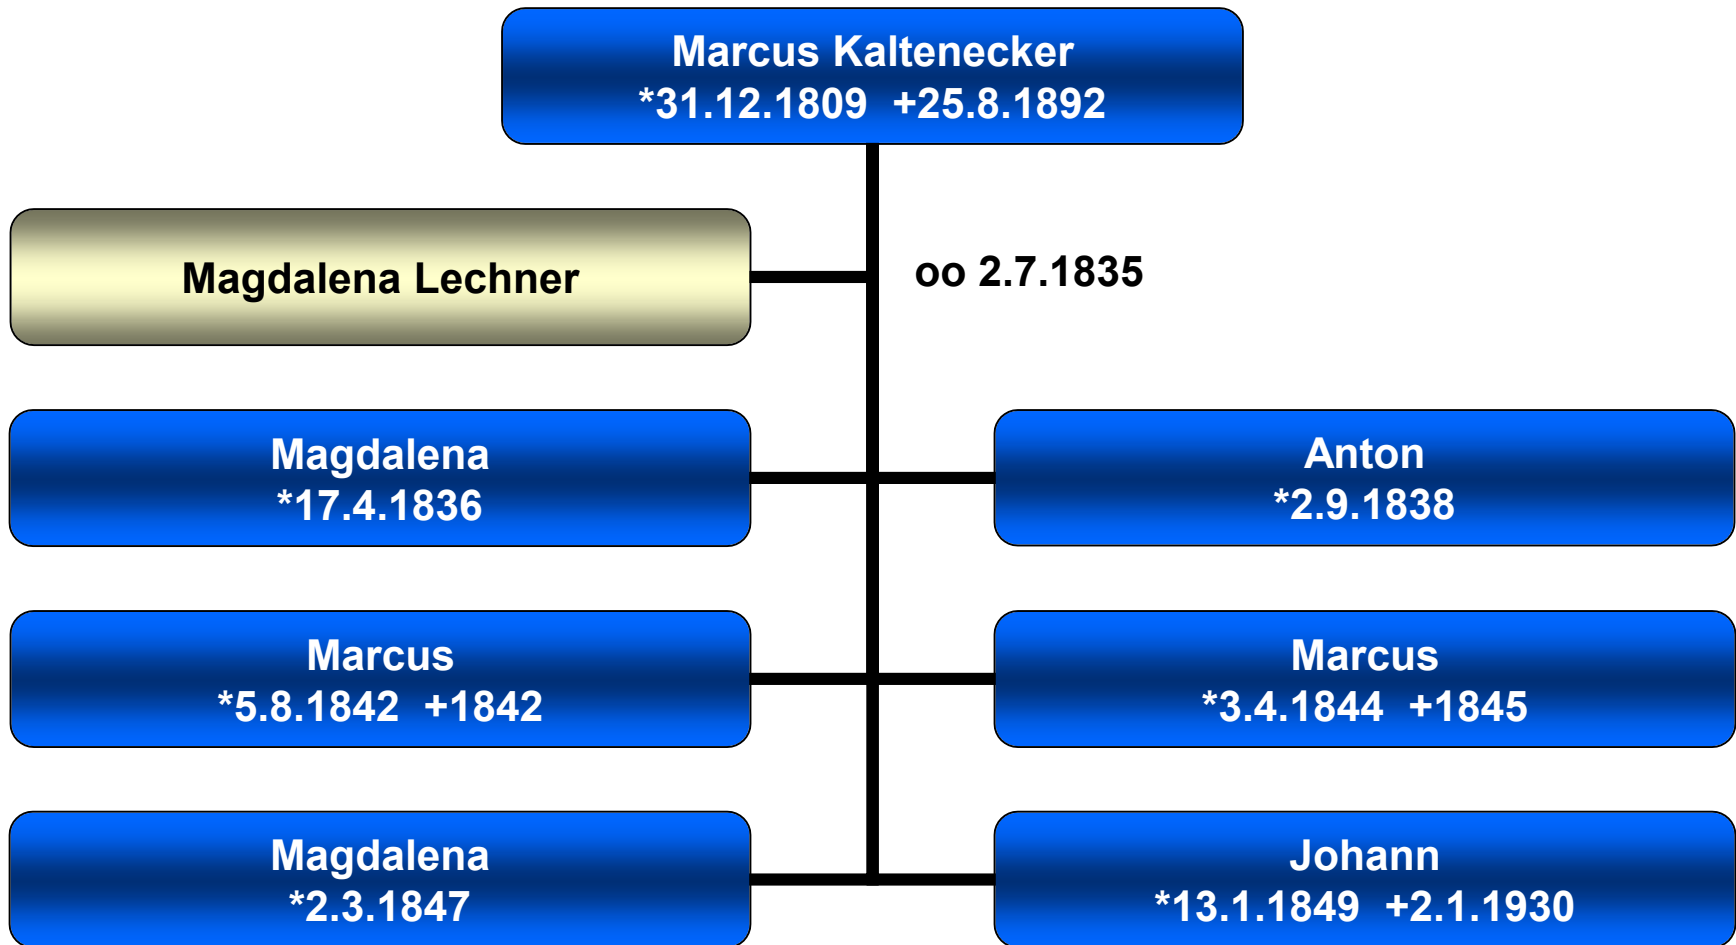 Marcus Kaltenecker
*31.12.1809  +25.8.1892
Magdalena Lechner
oo 2.7.1835
Magdalena
*17.4.1836
Anton
*2.9.1838
Marcus
*5.8.1842  +1842
Marcus
*3.4.1844  +1845
Magdalena
*2.3.1847
Johann
*13.1.1849  +2.1.1930